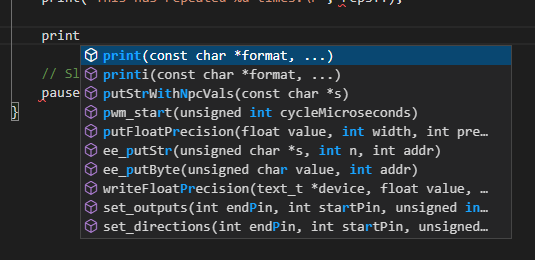 print("This has repeated %d times.\r", reps++);
print
print(const char *format, ...)
printi(const char *format, ...)
putStrWithNpcVals(const char *s)
pwm_start(unsigned int cycleMicroseconds)
putFloatPrecision(float value, int width, int pre…
ee_putStr(unsigned char *s, int n, int addr)
ee_putByte(unsigned char value, int addr)
writeFloatPrecision(text_t *device, float value, …
set_outputs(int endPin, int startPin, unsigned in…
set_directions(int endPin, int startPin, unsigned…
// Sl
pause
}